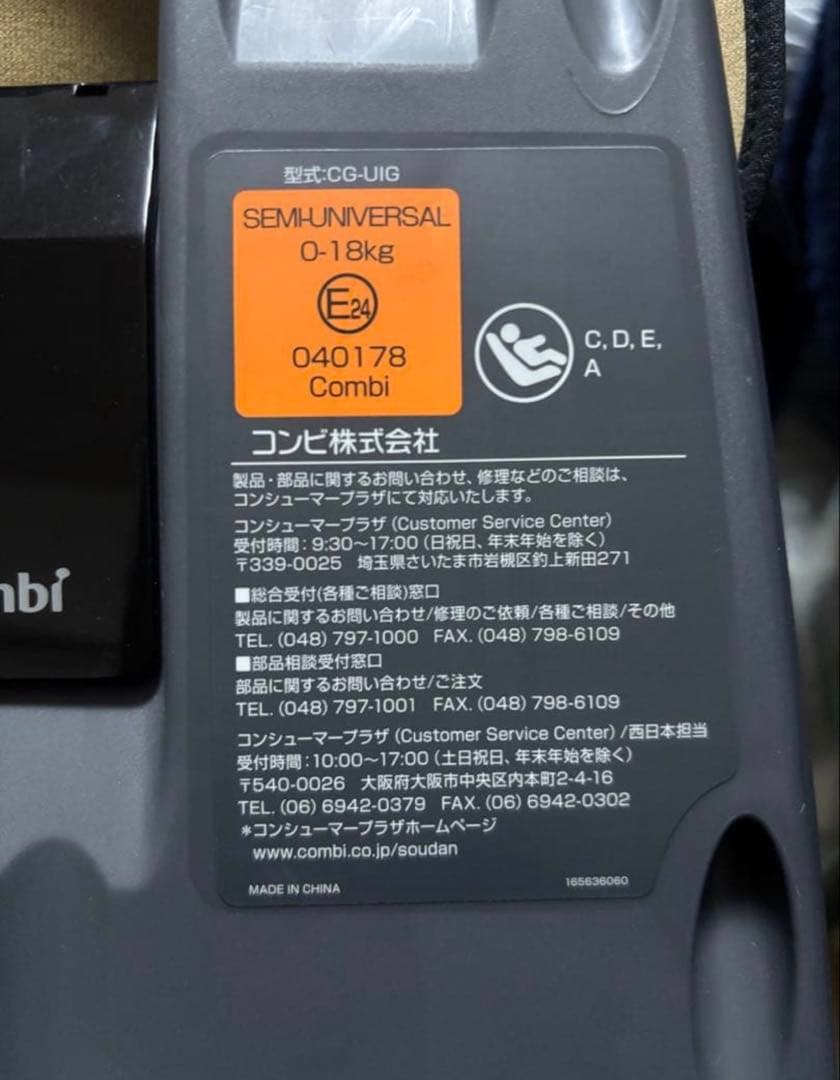 型式:CG-UIG
SEMI-UNIVERSAL
0-18kg
E24
040178
Combi
C, D, E,
A
コンビ株式会社
製品・部品に関するお問い合わせ、修理などのご相談は、
コンシューマープラザにて対応いたします。
コンシューマープラザ (Customer Service Center)
受付時間:9:30〜17:00 (日祝日、年末年始を除く)
〒339-0025 埼玉県さいたま市岩槻区釣上新田271
■総合受付(各種ご相談)窓口
製品に関するお問い合わせ/修理のご依頼/各種ご相談/その他
TEL. (048) 797-1000 FAX. (048) 798-6109
■部品相談受付窓口
部品に関するお問い合わせ/ご注文
TEL. (048) 797-1001 FAX. (048) 798-6109
コンシューマープラザ (Customer Service Center) /西日本担当
受付時間:10:00〜17:00 (土日祝日、年末年始を除く)
〒540-0026 大阪府大阪市中央区内本町2-4-16
TEL. (06) 6942-0379 FAX. (06) 6942-0302
*コンシューマープラザホームページ
www.combi.co.jp/soudan
MADE IN CHINA
165636060
mbi